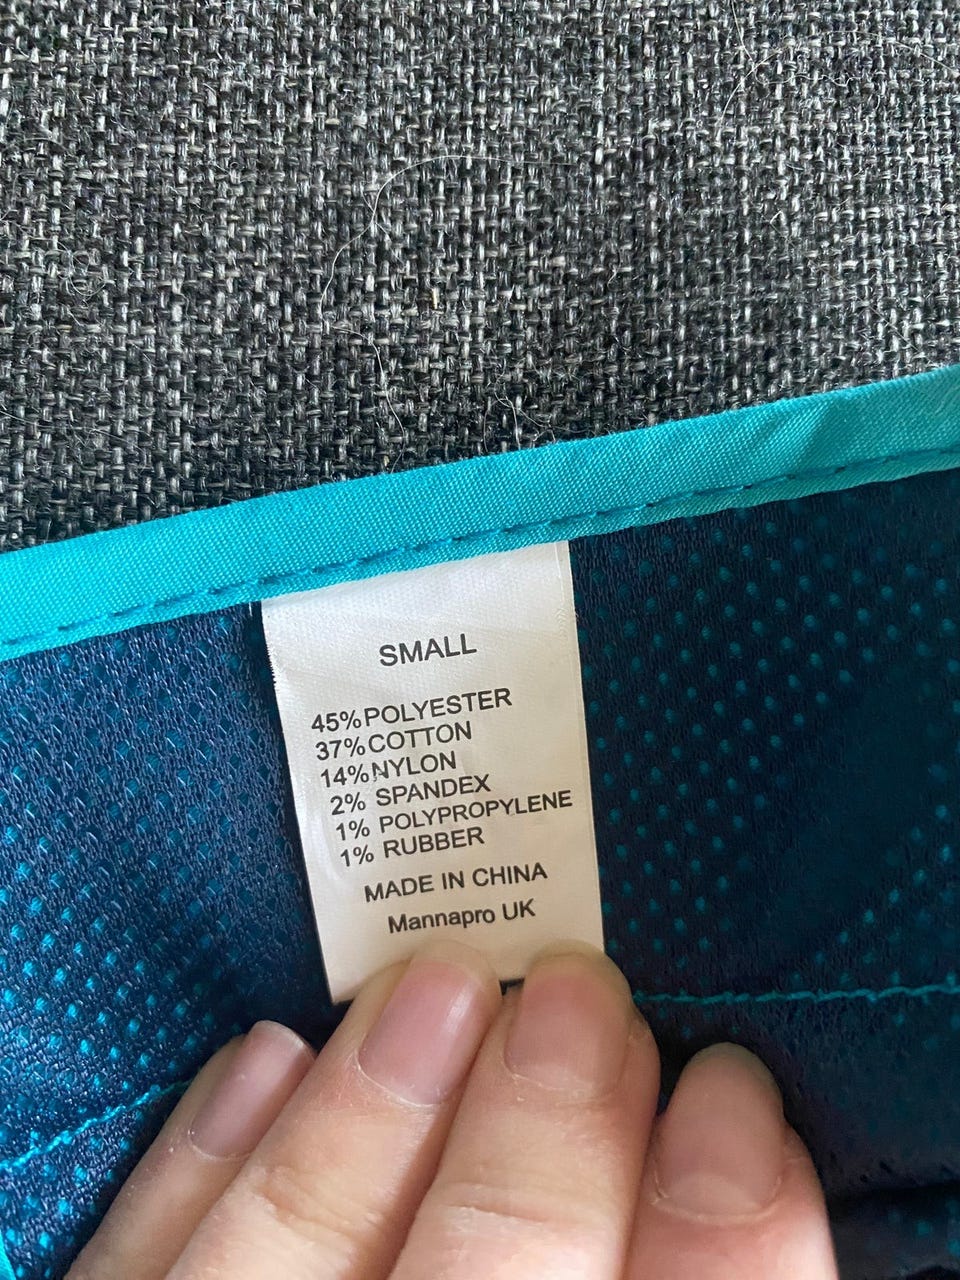 SMALL
45%POLYESTER
37%COTTON
14%NYLON
2% SPANDEX
1% POLYPROPYLENE
1% RUBBER
MADE IN CHINA
Mannapro UK